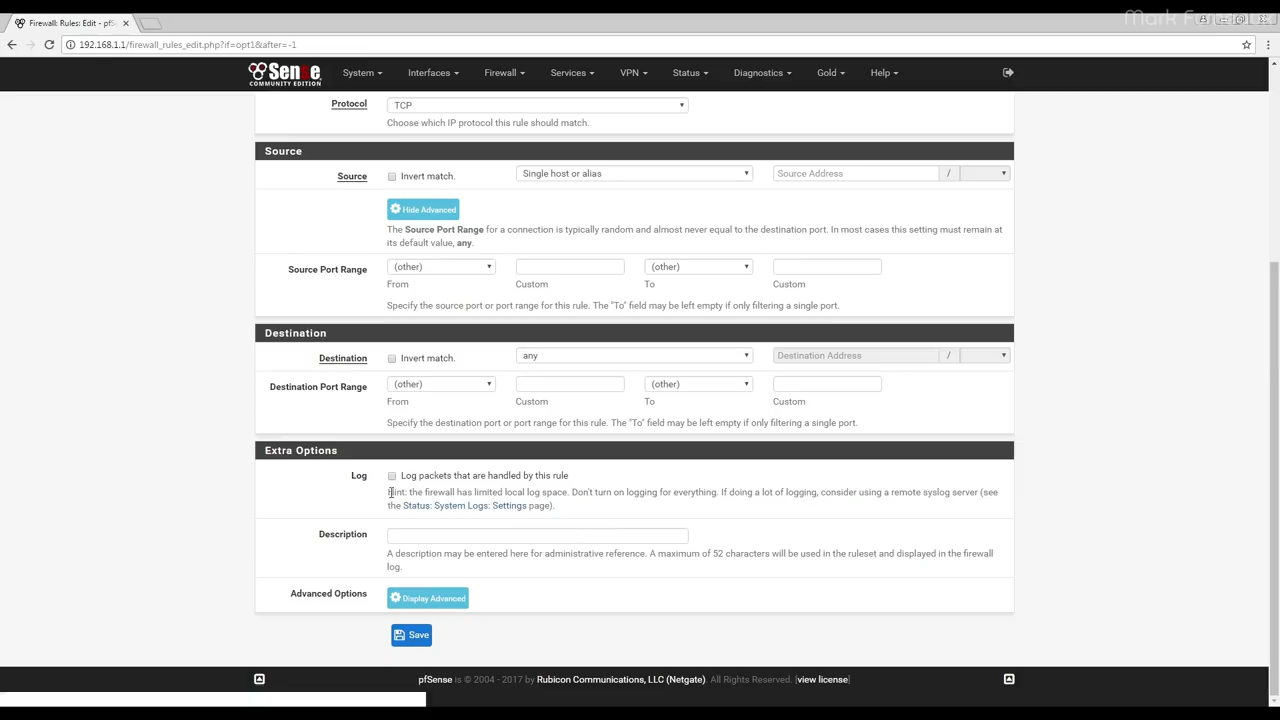 Firewall: Rules: Edit - pfS
192.168.1.1/firewall_rules_edit.php?if=opt1&after=-1
Sense
COMMUNITY EDITION
System Interfaces Firewall Services VPN Status Diagnostics Gold Help
Protocol TCP
Choose which IP protocol this rule should match.
Source
Source Invert match. Single host or alias Source Address /
Hide Advanced
The Source Port Range for a connection is typically random and almost never equal to the destination port. In most cases this setting must remain at
its default value, any.
Source Port Range (other) (other)
From Custom To Custom
Specify the source port or port range for this rule. The "To" field may be left empty if only filtering a single port.
Destination
Destination Invert match. any Destination Address /
Destination Port Range (other) (other)
From Custom To Custom
Specify the destination port or port range for this rule. The "To" field may be left empty if only filtering a single port.
Extra Options
Log Log packets that are handled by this rule
Hint: the firewall has limited local log space. Don't turn on logging for everything. If doing a lot of logging, consider using a remote syslog server (see
the Status: System Logs: Settings page).
Description
A description may be entered here for administrative reference. A maximum of 52 characters will be used in the ruleset and displayed in the firewall
log.
Advanced Options Display Advanced
Save
pfSense is © 2004 - 2017 by Rubicon Communications, LLC (Netgate). All Rights Reserved. [view license]